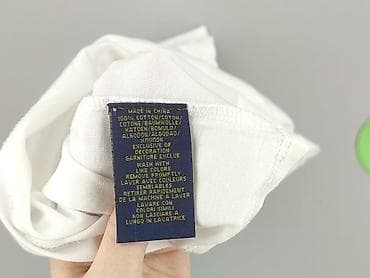 MADE IN CHINA
100% COTTON/COTON/
COTONE/BAUMWOLLE/
KATOEN/BOMULD/
ALGODON/ALGODAO/
EXCLUSIVE OF
DECORATION
GARNITURE EXCLUE
WASH WITH
LIKE COLORS
REMOVE PROMPTLY
LAVER AVEC COULEURS
SEMBLABLES
RETIRER RAPIDEMENT
DE LA MACHINE A LAVER
LAVARE CON
COLORI SIMILI
NON LASCIARE A
LUNGO IN LAVATRICE